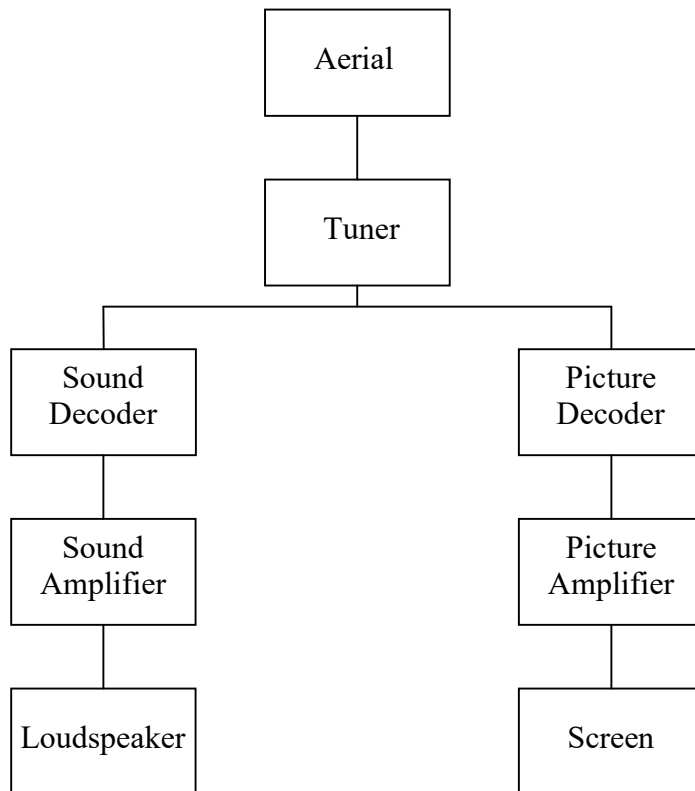 Aerial
Tuner
Sound
Decoder
Picture
Decoder
Sound
Amplifier
Picture
Amplifier
Loudspeaker
Screen